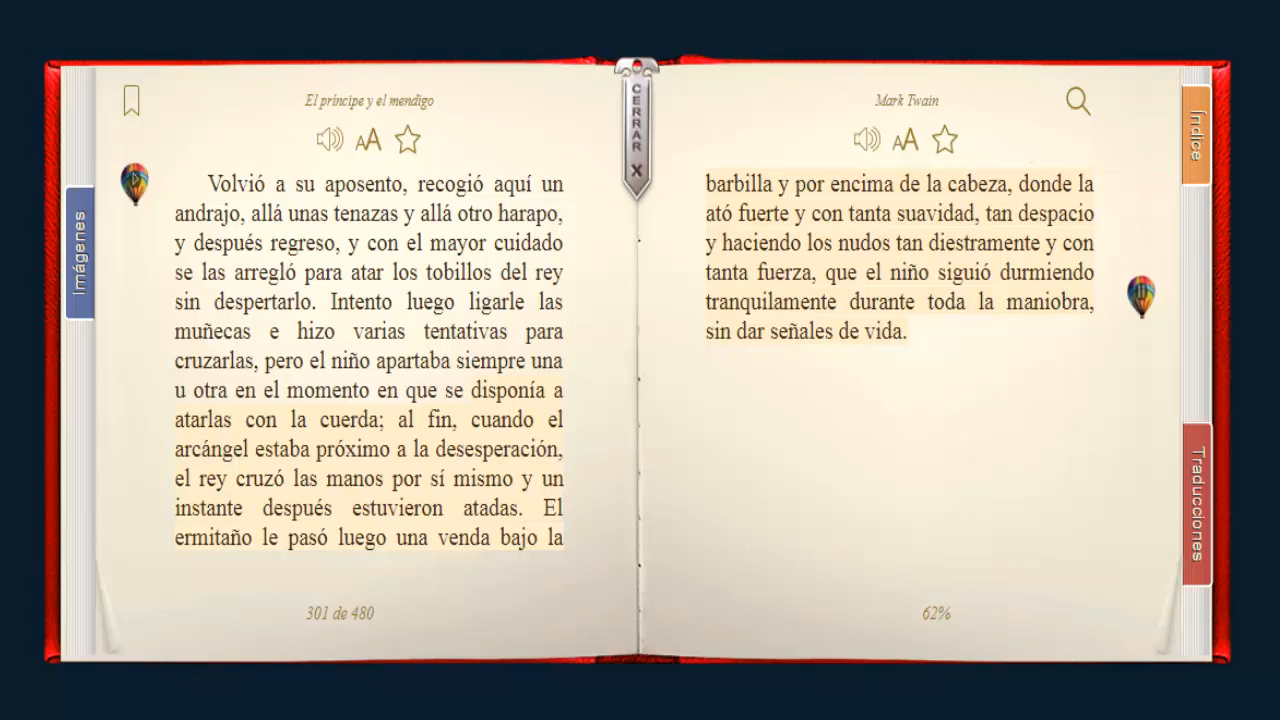 El príncipe y el mendigo
AA
Volvió a su aposento, recogió aquí un
andrajo, allá unas tenazas y allá otro harapo,
y después regreso, y con el mayor cuidado
se las arregló para atar los tobillos del rey
sin despertarlo. Intento luego ligarle las
muñecas e hizo varias tentativas para
cruzarlas, pero el niño apartaba siempre una
u otra en el momento en que se disponía a
atarlas con la cuerda; al fin, cuando el
arcángel estaba próximo a la desesperación,
el rey cruzó las manos por sí mismo y un
instante después estuvieron atadas. El
ermitaño le pasó luego una venda bajo la
301 de 480
Imágenes
CERRAR X
Mark Twain
AA
barbilla y por encima de la cabeza, donde la
ató fuerte y con tanta suavidad, tan despacio
y haciendo los nudos tan diestramente y con
tanta fuerza, que el niño siguió durmiendo
tranquilamente durante toda la maniobra,
sin dar señales de vida.
62%
Índice
Traducciones